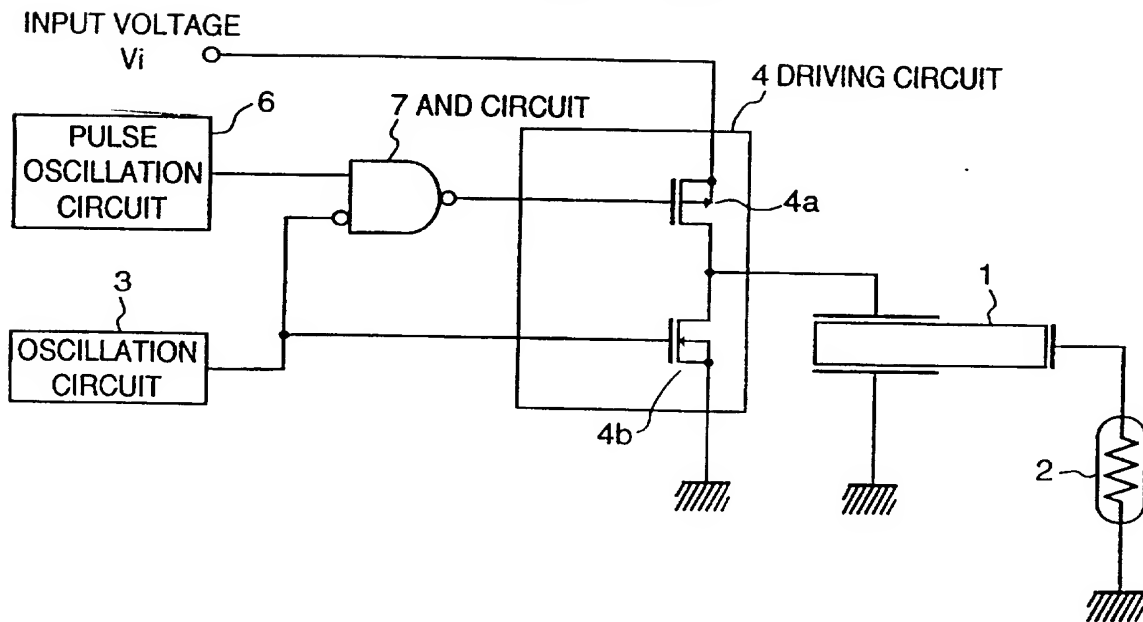 INPUT VOLTAGE
Vi
4 DRIVING CIRCUIT
6
7 AND CIRCUIT
PULSE
OSCILLATION
CIRCUIT
4a
3
1
OSCILLATION
CIRCUIT
4b
2